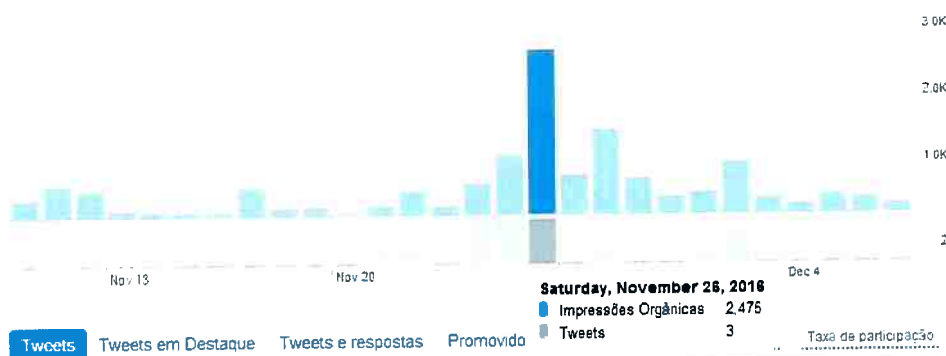 3.0K
2.0K
1.0K
2
Nov 13
Nov 20
Dec 4
Saturday, November 26, 2016
Impressões Orgânicas 2,475
Tweets 3
Tweets Tweets em Destaque Tweets e respostas Promovido
Taxa de participação